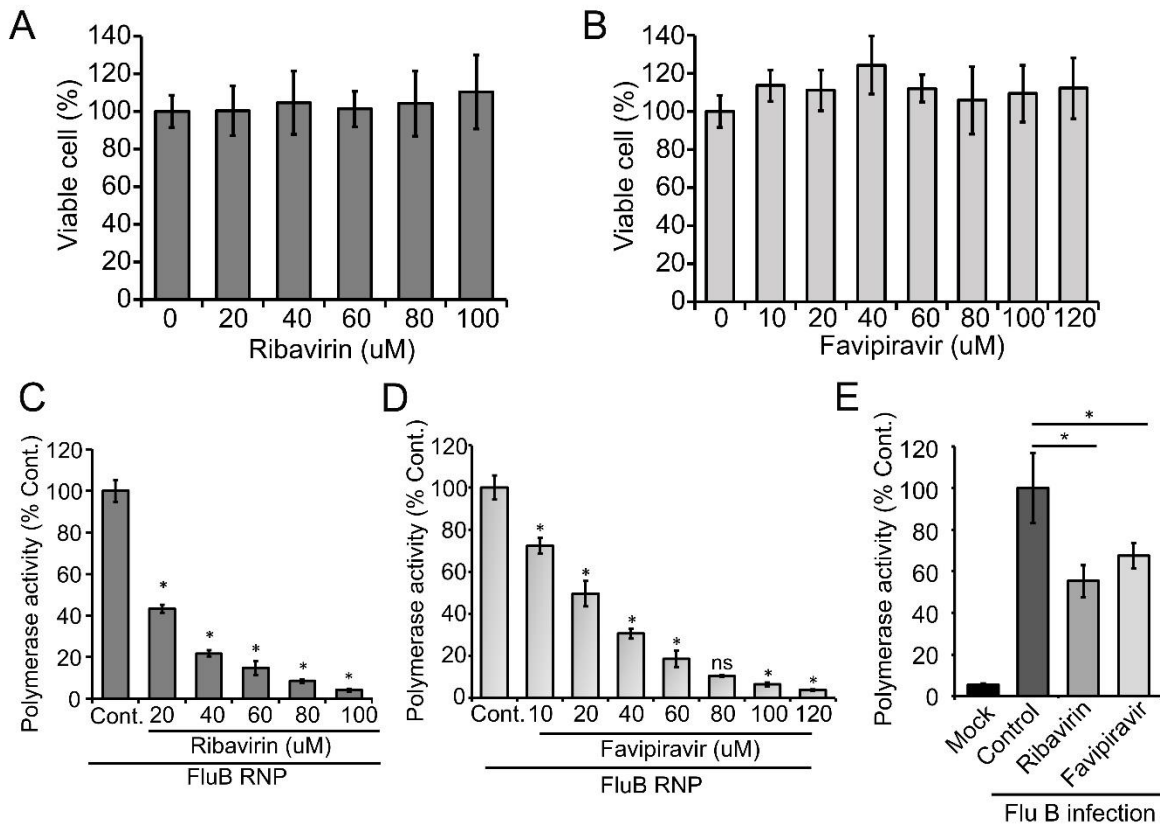 A
Viable cell (%)
140
120
100
80
60
40
20
0
0 20 40 60 80 100
Ribavirin (uM)
B
Viable cell (%)
140
120
100
80
60
40
20
0
0 10 20 40 60 80 100 120
Favipiravir (uM)
C
Polymerase activity (% Cont.)
120
100
80
60
40
20
0
* * * * *
Cont. 20 40 60 80 100
Ribavirin (uM)
FluB RNP
D
Polymerase activity (% Cont.)
120
100
80
60
40
20
0
* * * * ns * *
Cont. 10 20 40 60 80 100 120
Favipiravir (uM)
FluB RNP
E
Polymerase activity (% Cont.)
120
100
80
60
40
20
0
*
*
Mock Control Ribavirin Favipiravir
Flu B infection